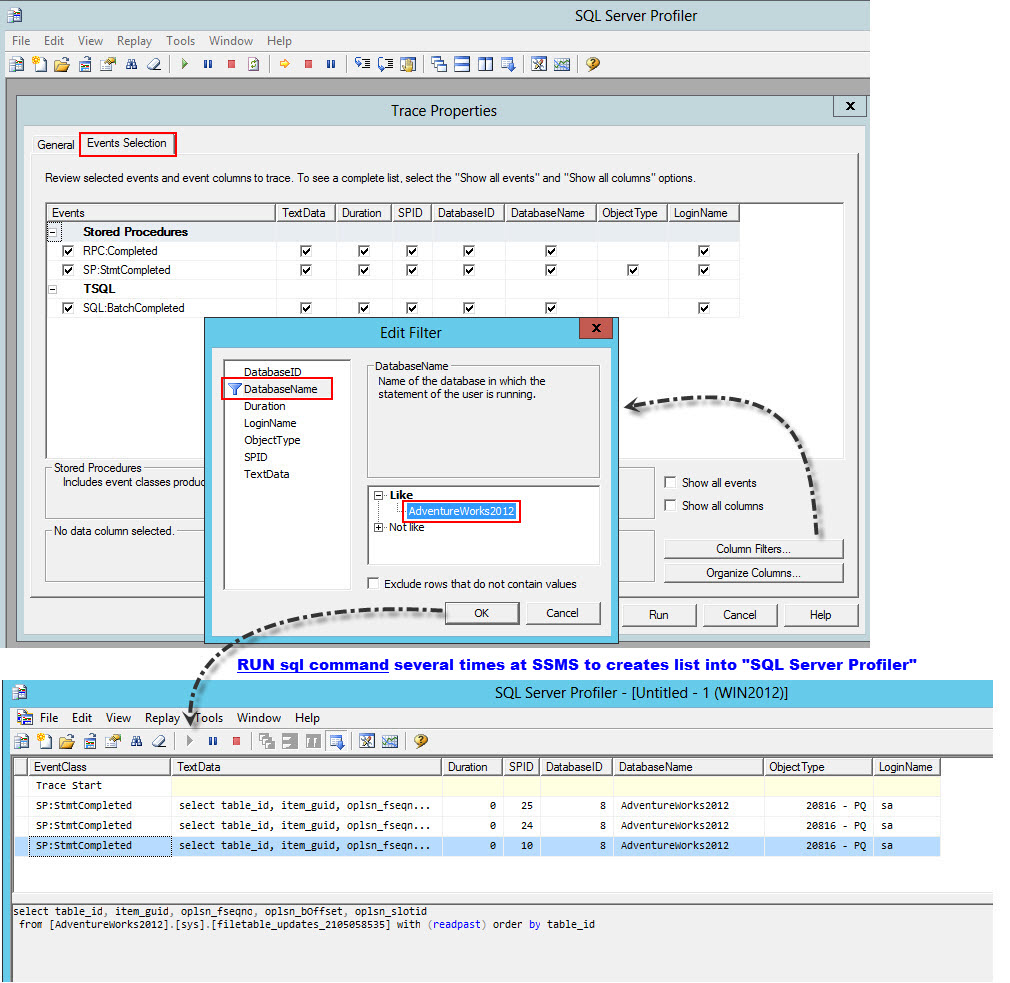 SQL Server Profiler
File Edit View Replay Tools Window Help
Trace Properties
x
General Events Selection
Review selected events and event columns to trace. To see a complete list, select the "Show all events" and "Show all columns" options.
Events TextData Duration SPID DatabaseID DatabaseName ObjectType LoginName
Stored Procedures
RPC:Completed
SP:StmtCompleted
TSQL
SQL:BatchCompleted
Edit Filter
x
DatabaseID
DatabaseName
Duration
LoginName
ObjectType
SPID
TextData
DatabaseName
Name of the database in which the
statement of the user is running.
Like
AdventureWorks2012
Not like
Exclude rows that do not contain values
OK Cancel
Stored Procedures
Includes event classes produc
No data column selected.
Show all events
Show all columns
Column Filters...
Organize Columns...
Run Cancel Help
RUN sql command several times at SSMS to creates list into "SQL Server Profiler"
SQL Server Profiler - [Untitled - 1 (WIN2012)]
File Edit View Replay Tools Window Help
EventClass TextData Duration SPID DatabaseID DatabaseName ObjectType LoginName
Trace Start
SP:StmtCompleted select table_id, item_guid, oplsn_fseqn... 0 25 8 AdventureWorks2012 20816 - PQ sa
SP:StmtCompleted select table_id, item_guid, oplsn_fseqn... 0 24 8 AdventureWorks2012 20816 - PQ sa
SP:StmtCompleted select table_id, item_guid, oplsn_fseqn... 0 10 8 AdventureWorks2012 20816 - PQ sa
select table_id, item_guid, oplsn_fseqno, oplsn_bOffset, oplsn_slotid
from [AdventureWorks2012].[sys].[filetable_updates_2105058535] with (readpast) order by table_id